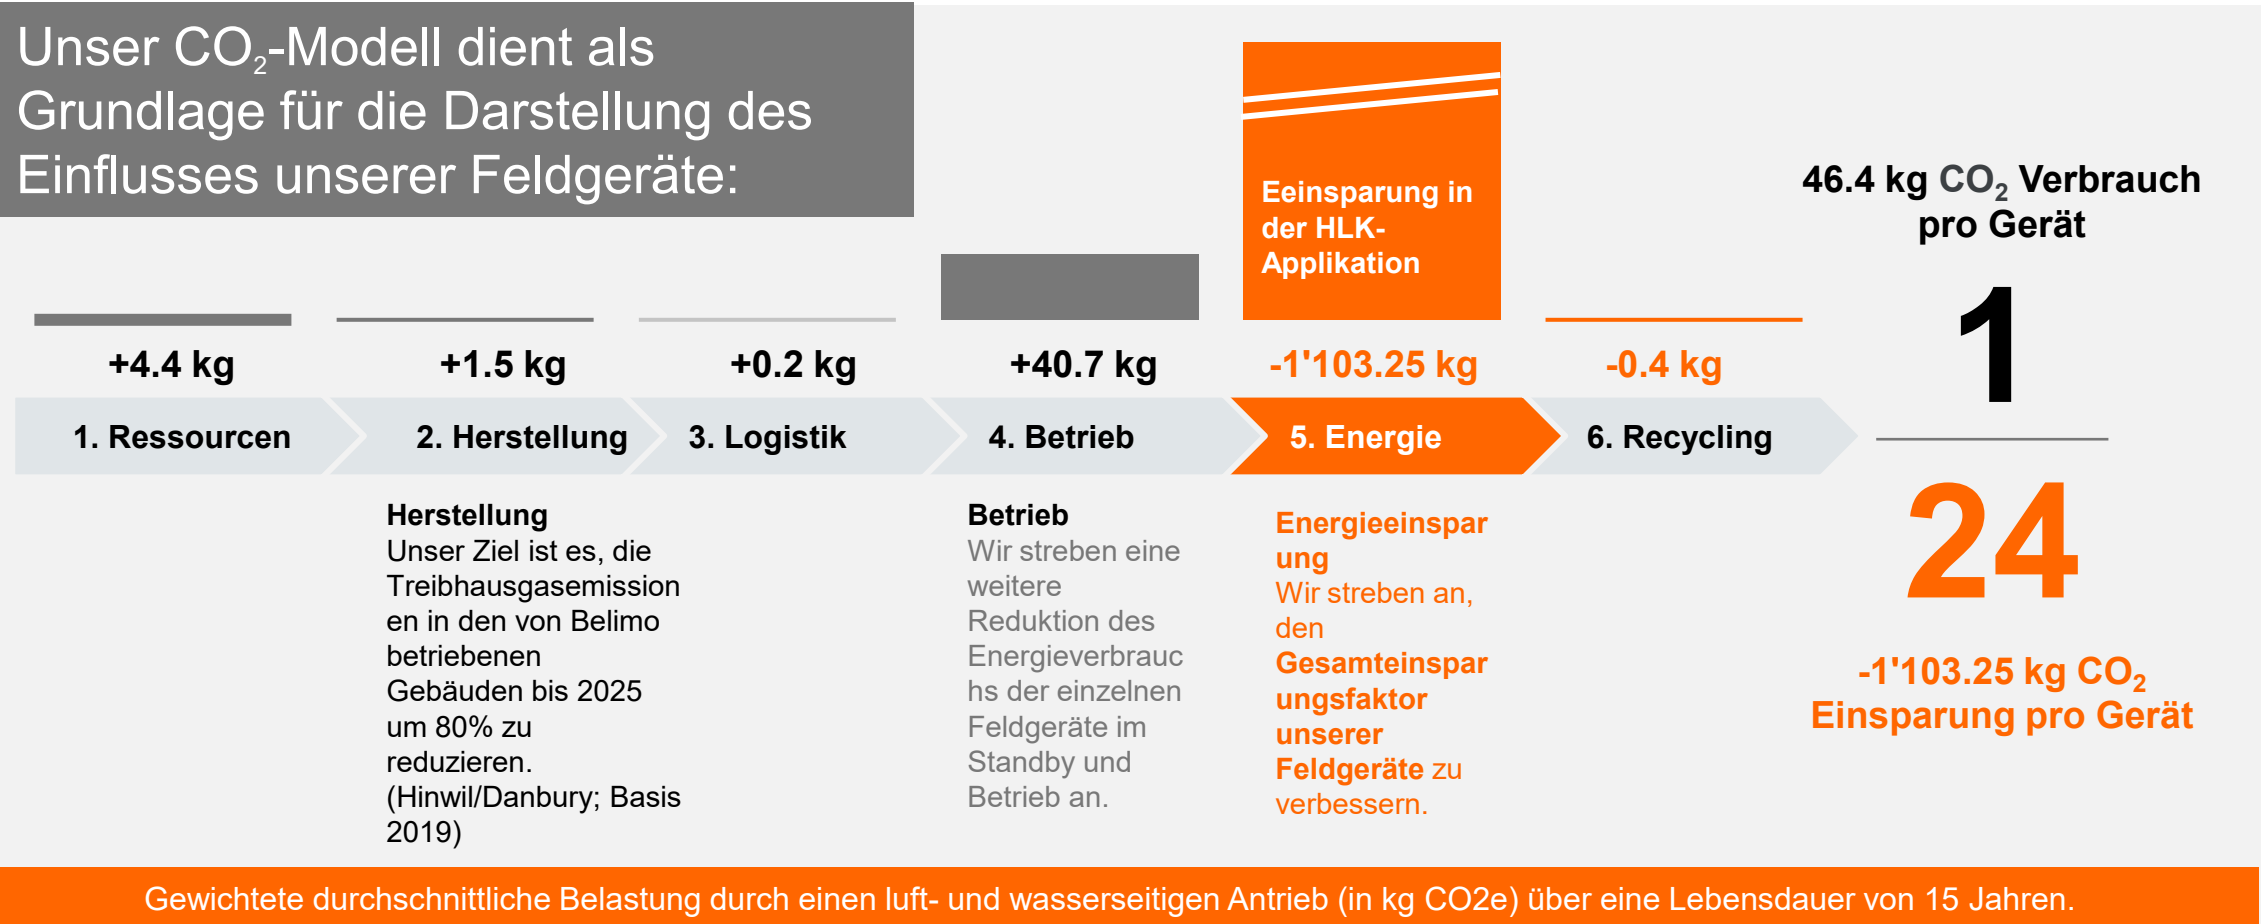 Unser CO₂-Modell dient als
Grundlage für die Darstellung des
Einflusses unserer Feldgeräte:
Eeinsparung in
der HLK-
Applikation
+4.4 kg
+1.5 kg
+0.2 kg
+40.7 kg
-1'103.25 kg
-0.4 kg
1. Ressourcen
2. Herstellung
3. Logistik
4. Betrieb
5. Energie
6. Recycling
Herstellung
Unser Ziel ist es, die
Treibhausgasemission
en in den von Belimo
betriebenen
Gebäuden bis 2025
um 80% zu
reduzieren.
(Hinwil/Danbury; Basis
2019)
Betrieb
Wir streben eine
weitere
Reduktion des
Energieverbrauc
hs der einzelnen
Feldgeräte im
Standby und
Betrieb an.
Energieeinspar
ung
Wir streben an,
den
Gesamteinspar
ungsfaktor
unserer
Feldgeräte zu
verbessern.
46.4 kg CO₂ Verbrauch
pro Gerät
1
24
-1'103.25 kg CO₂
Einsparung pro Gerät
Gewichtete durchschnittliche Belastung durch einen luft- und wasserseitigen Antrieb (in kg CO2e) über eine Lebensdauer von 15 Jahren.